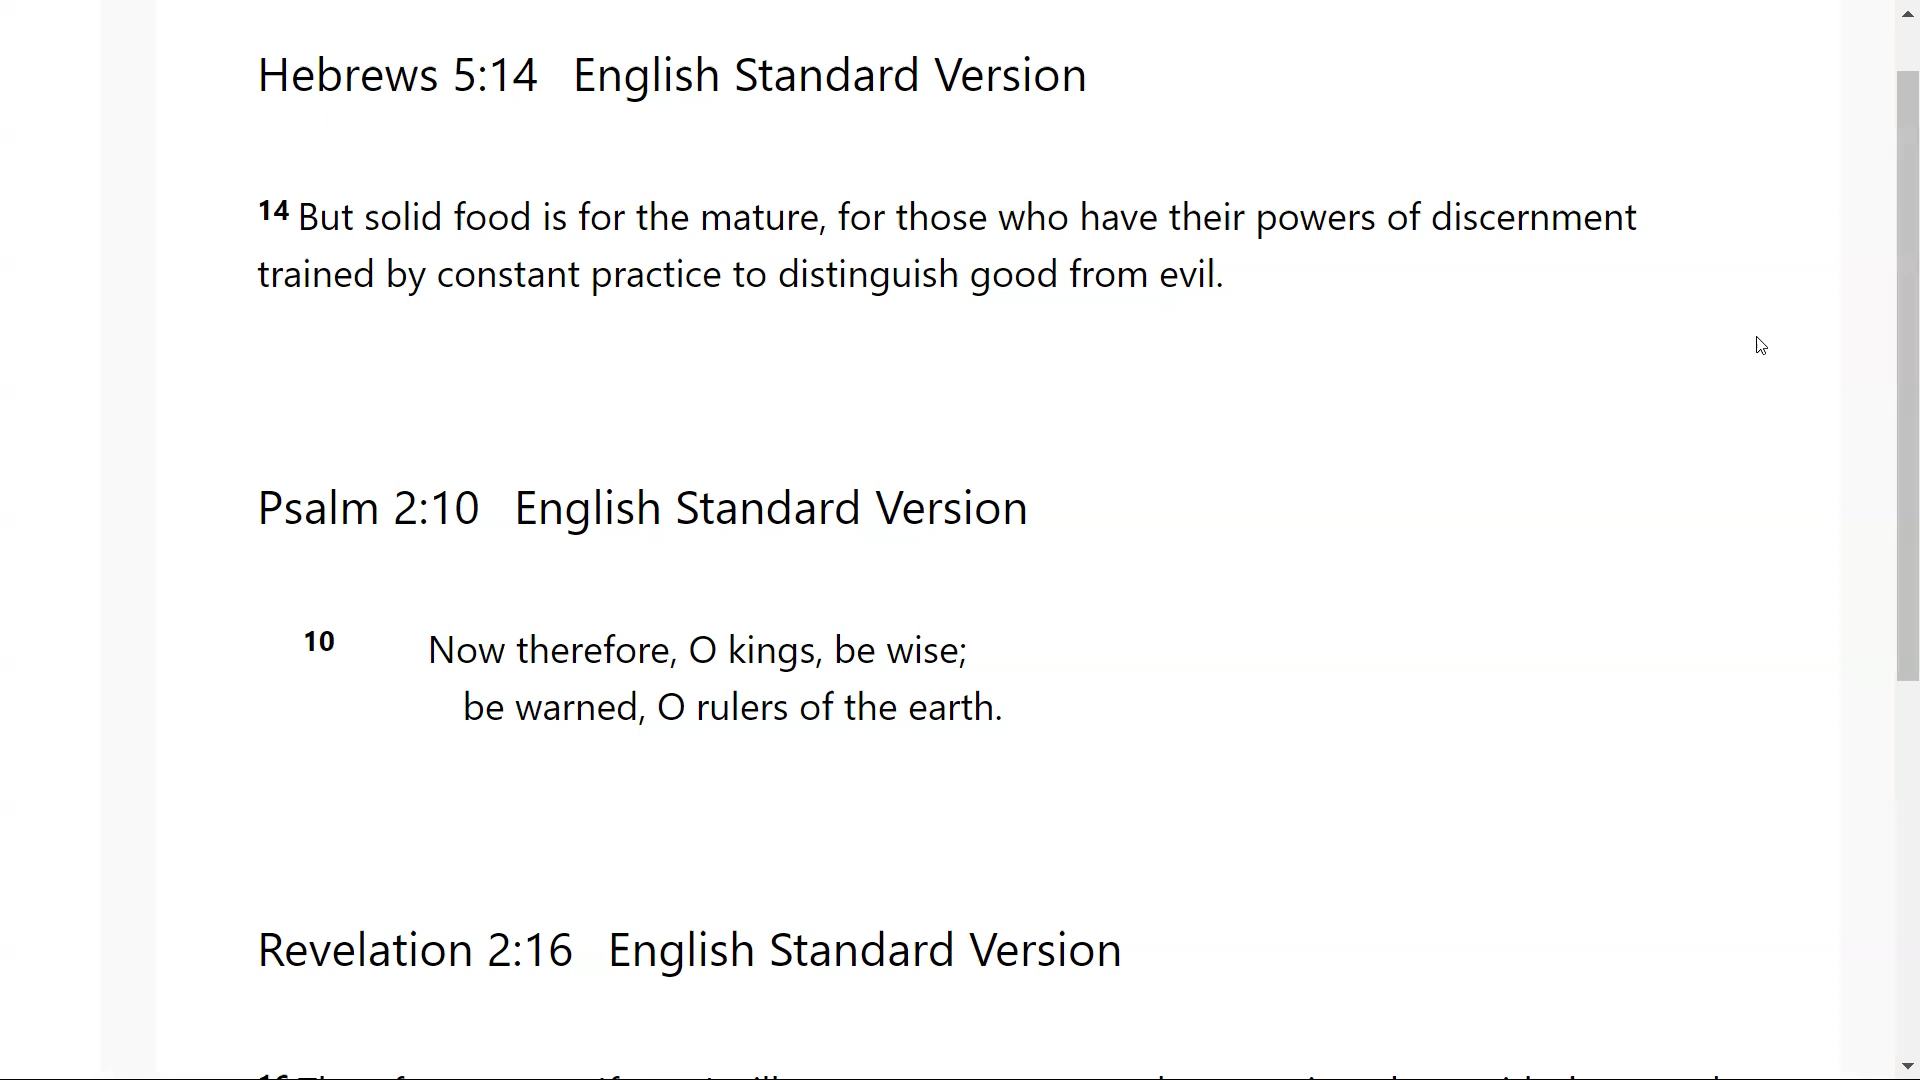 Hebrews 5:14 English Standard Version
14 But solid food is for the mature, for those who have their powers of discernment
trained by constant practice to distinguish good from evil.
Psalm 2:10 English Standard Version
10 Now therefore, O kings, be wise;
be warned, O rulers of the earth.
Revelation 2:16 English Standard Version